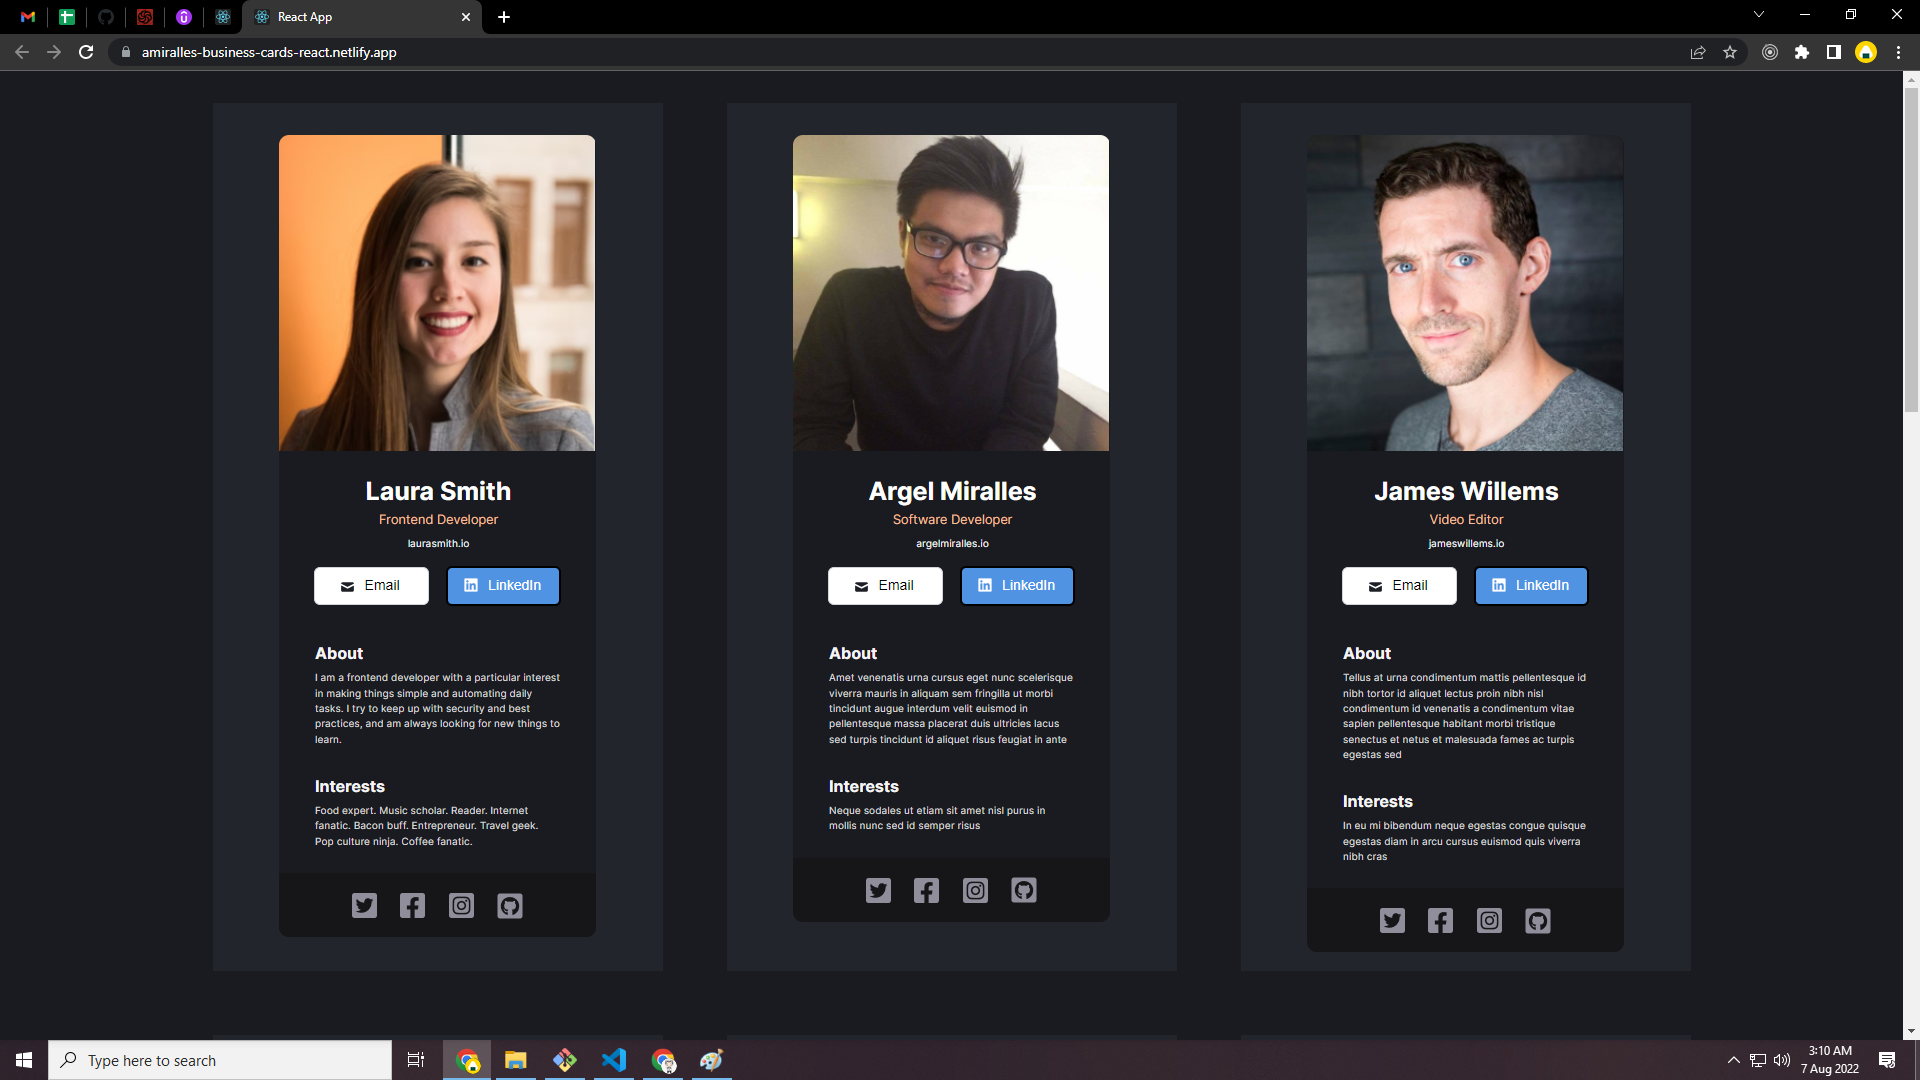 React App
amiralles-business-cards-react.netlify.app
Laura Smith
Frontend Developer
laurasmith.io
Email
LinkedIn
About
I am a frontend developer with a particular interest
in making things simple and automating daily
tasks. I try to keep up with security and best
practices, and am always looking for new things to
learn.
Interests
Food expert. Music scholar. Reader. Internet
fanatic. Bacon buff. Entrepreneur. Travel geek.
Pop culture ninja. Coffee fanatic.
Argel Miralles
Software Developer
argelmiralles.io
Email
LinkedIn
About
Amet venenatis urna cursus eget nunc scelerisque
viverra mauris in aliquam sem fringilla ut morbi
tincidunt augue interdum velit euismod in
pellentesque massa placerat duis ultricies lacus
sed turpis tincidunt id aliquet risus feugiat in ante
Interests
Neque sodales ut etiam sit amet nisl purus in
mollis nunc sed id semper risus
James Willems
Video Editor
jameswillems.io
Email
LinkedIn
About
Tellus at urna condimentum mattis pellentesque id
nibh tortor id aliquet lectus proin nibh nisl
condimentum id venenatis a condimentum vitae
sapien pellentesque habitant morbi tristique
senectus et netus et malesuada fames ac turpis
egestas sed
Interests
In eu mi bibendum neque egestas congue quisque
egestas diam in arcu cursus euismod quis viverra
nibh cras
Type here to search
3:10 AM
7 Aug 2022